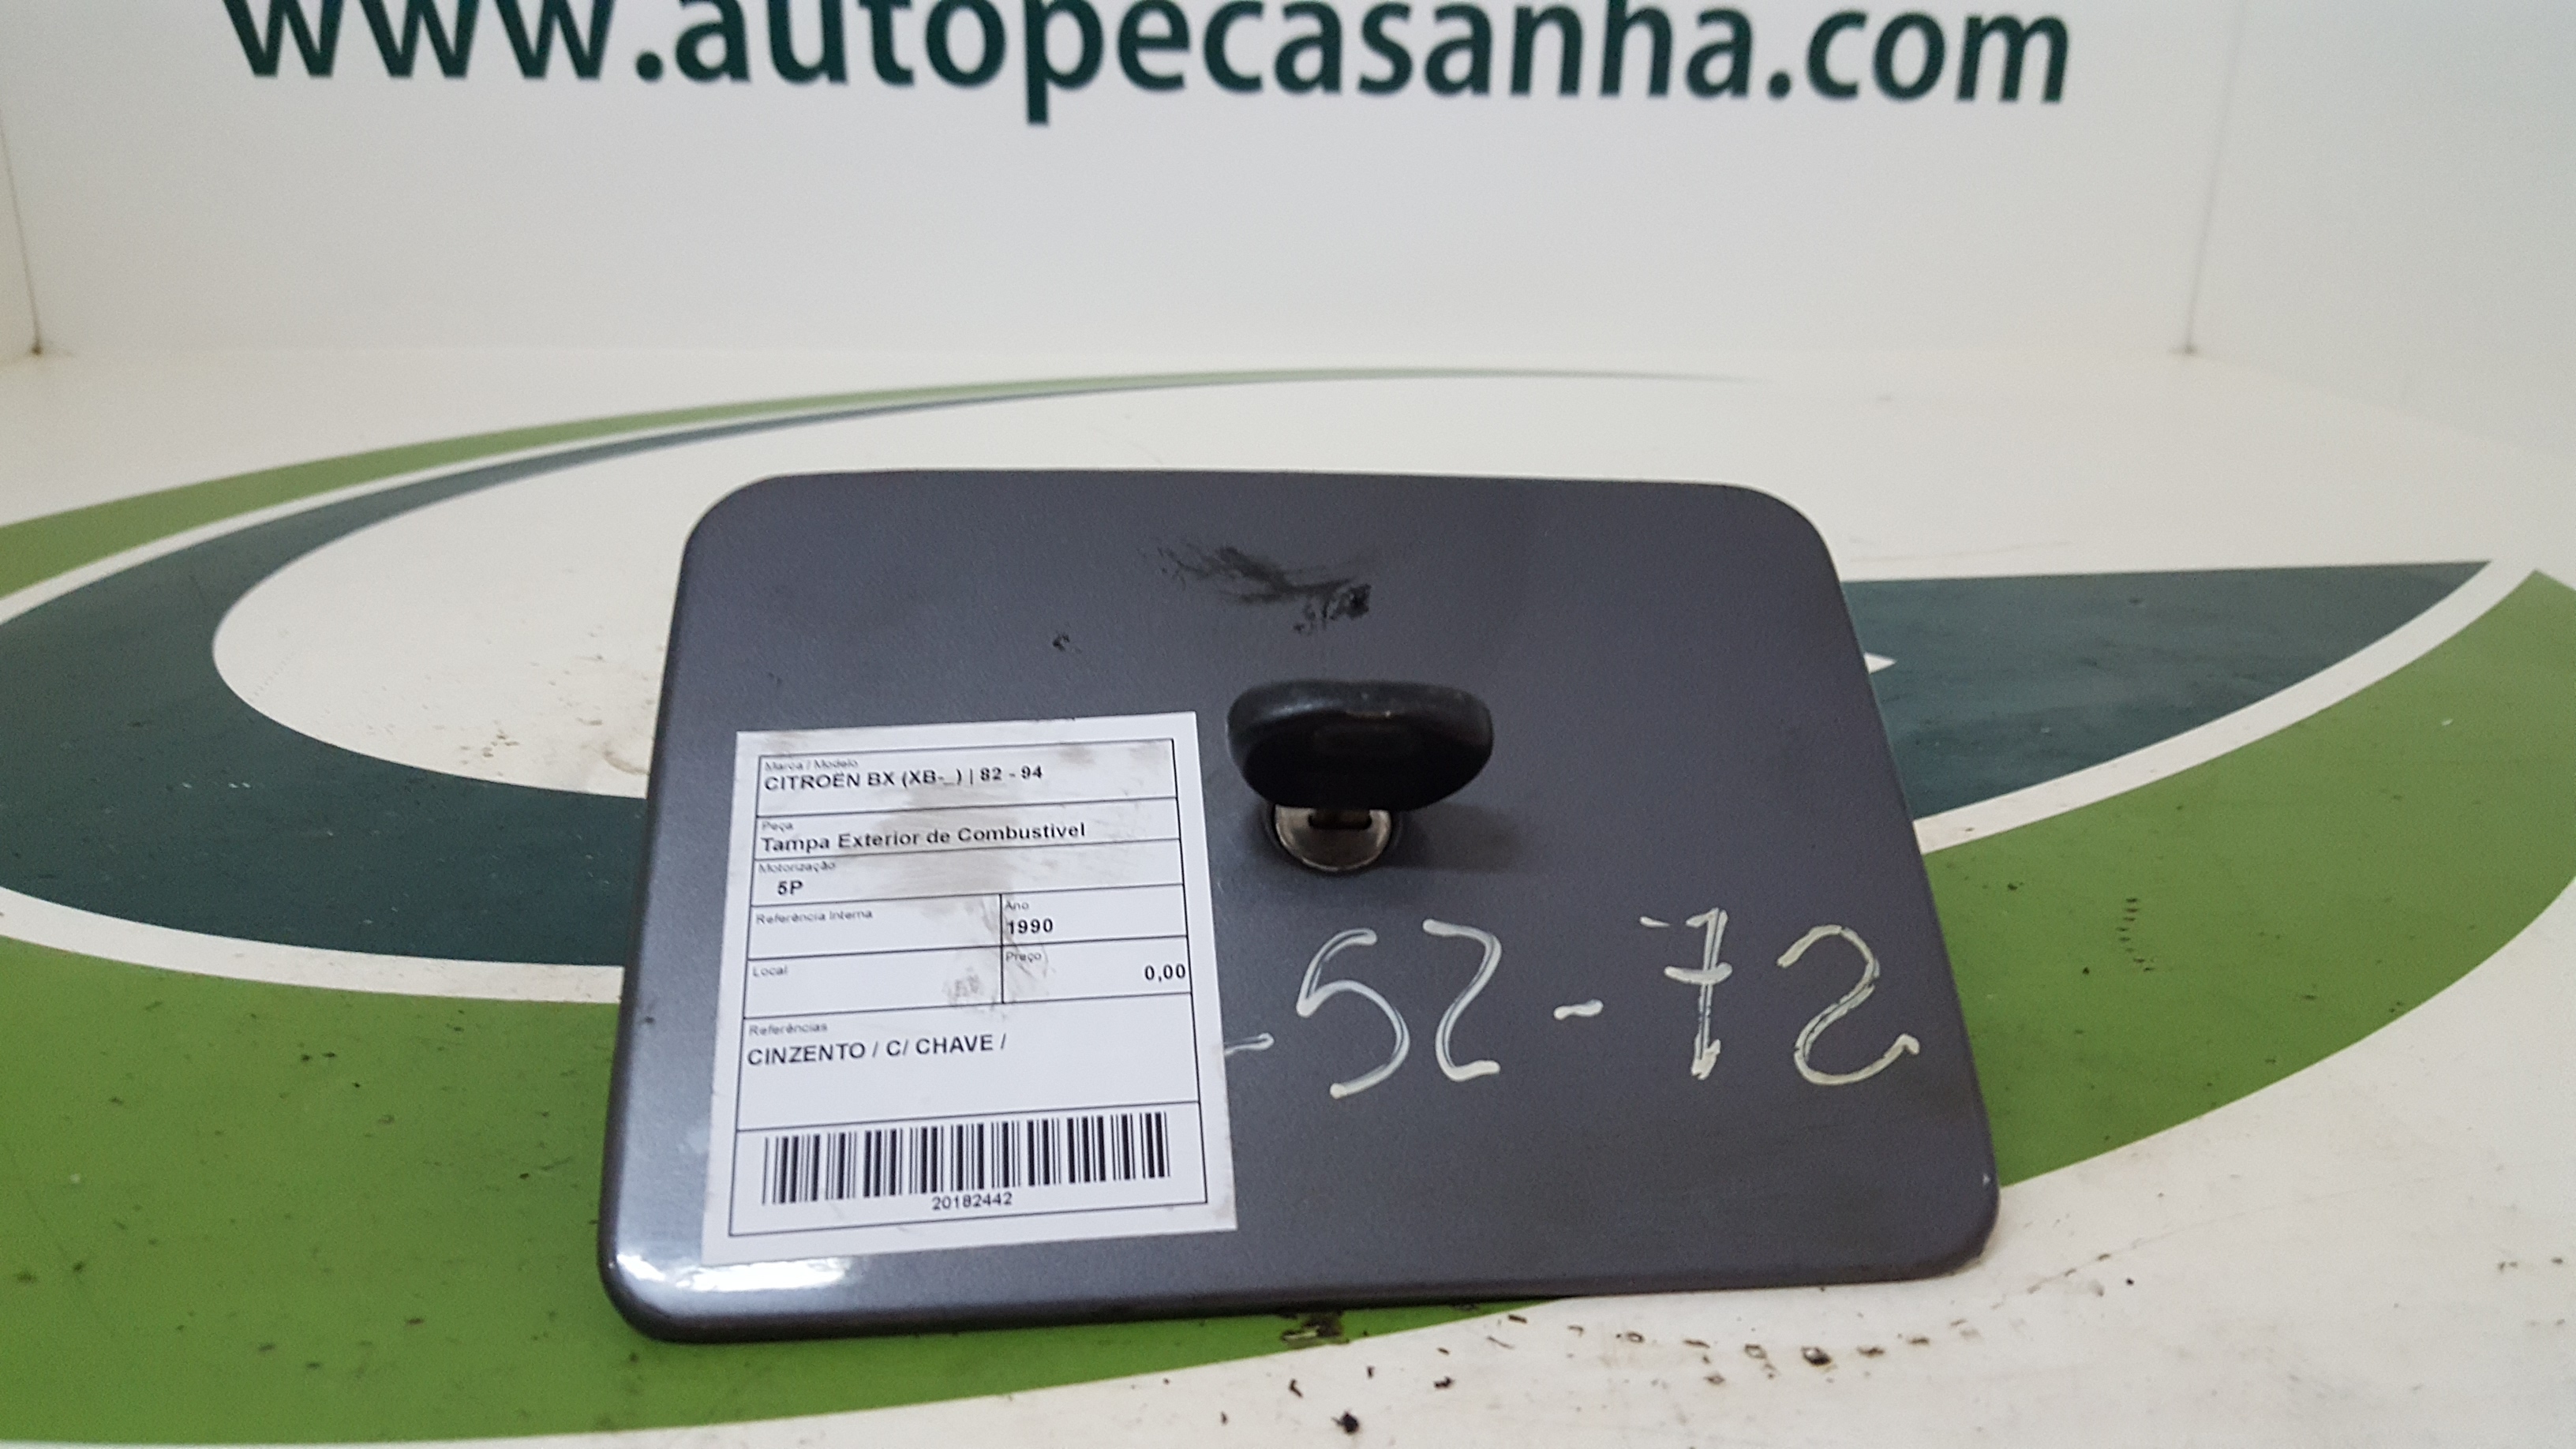 www.autopecasanha.com
Marca / Modelo
CITROËN BX (XB-_) | 82 - 94
Peça
Tampa Exterior de Combustivel
Motorização
5P
Referência Interna
Ano
1990
Local
Preço
0,00
Referências
CINZENTO / C/ CHAVE /
20182442
-52-72